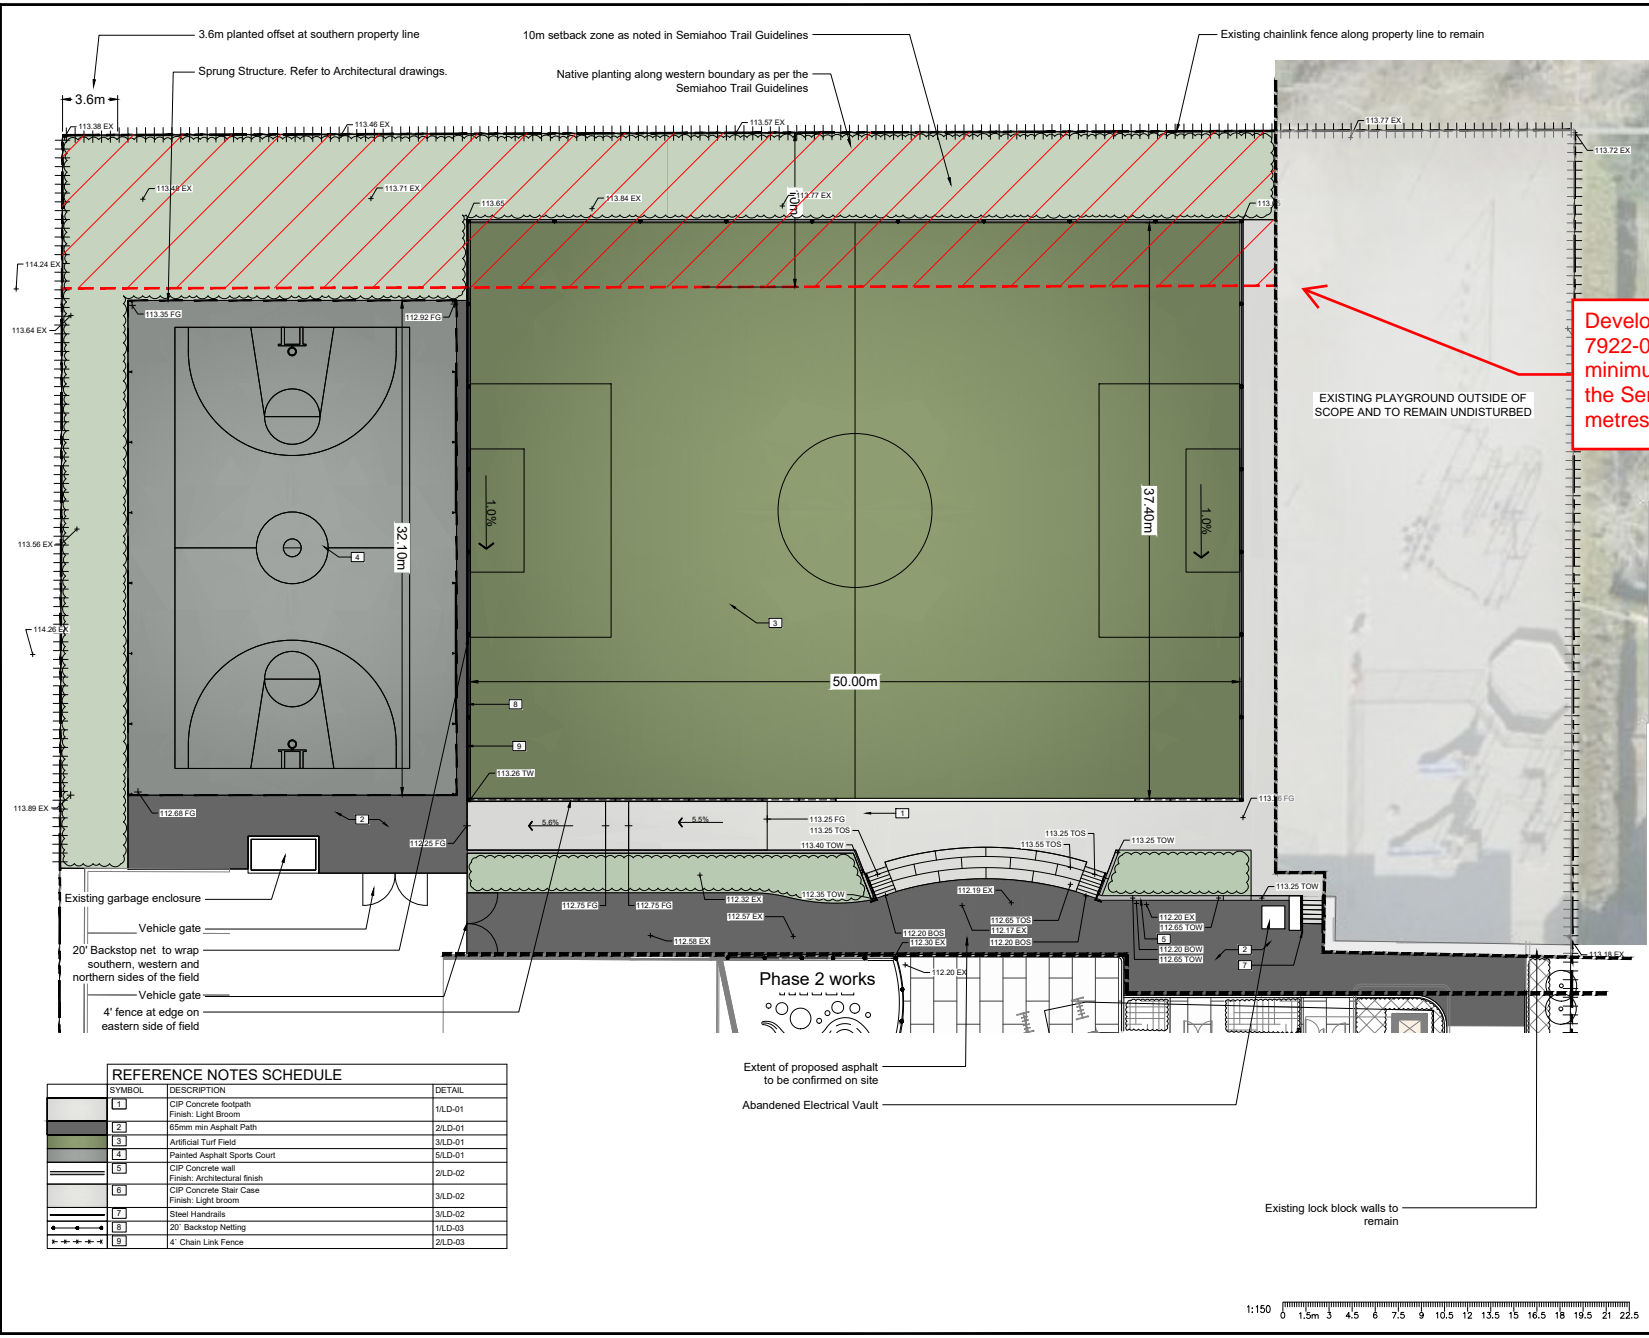 3.6m planted offset at southern property line
10m setback zone as noted in Semiahoo Trail Guidelines
Existing chainlink fence along property line to remain
Sprung Structure. Refer to Architectural drawings.
Native planting along western boundary as per the
Semiahoo Trail Guidelines
3.6m
113.38 EX
113.46 EX
113.57 EX
113.77 EX
113.72 EX
113.71 EX
113.84 EX
113.77 EX
10m
113.65
114.24 EX
113.35 FG
112.92 FG
113.64 EX
Develo
7922-0
minimu
the Ser
metres
EXISTING PLAYGROUND OUTSIDE OF
SCOPE AND TO REMAIN UNDISTURBED
1.0%
37.40m
1.0%
32.10m
4
113.56 EX
3
114.26 EX
50.00m
8
9
113.26 TW
113.89 EX
112.68 FG
2
112.25 FG
5.6%
5.5%
113.25 FG
113.25 TOS
113.40 TOW
1
113.25 TOS
113.55 TOS
113.25 TOW
Existing garbage enclosure
112.75 FG
112.75 FG
112.32 EX
112.35 TOW
112.19 EX
113.25 TOW
Vehicle gate
112.57 EX
112.58 EX
112.65 TOS
112.17 EX
112.20 BOS
112.20 BOS
112.30 EX
112.20 EX
112.65 TOW
5
112.20 BOW
112.65 TOW
2
7
20' Backstop net to wrap
southern, western and
northern sides of the field
113.18 EX
112.20 EX
Phase 2 works
Vehicle gate
4' fence at edge on
eastern side of field
Extent of proposed asphalt
to be confirmed on site
Abandened Electrical Vault
REFERENCE NOTES SCHEDULE
SYMBOL DESCRIPTION DETAIL
1 CIP Concrete footpath
Finish: Light Broom 1/LD-01
2 65mm min Asphalt Path 2/LD-01
3 Artificial Turf Field 3/LD-01
4 Painted Asphalt Sports Court 5/LD-01
5 CIP Concrete wall
Finish: Architectural finish 2/LD-02
6 CIP Concrete Stair Case
Finish: Light broom 3/LD-02
7 Steel Handrails 3/LD-02
8 20` Backstop Netting 1/LD-03
9 4` Chain Link Fence 2/LD-03
Existing lock block walls to
remain
1:150
0 1.5m 3 4.5 6 7.5 9 10.5 12 13.5 15 16.5 18 19.5 21 22.5